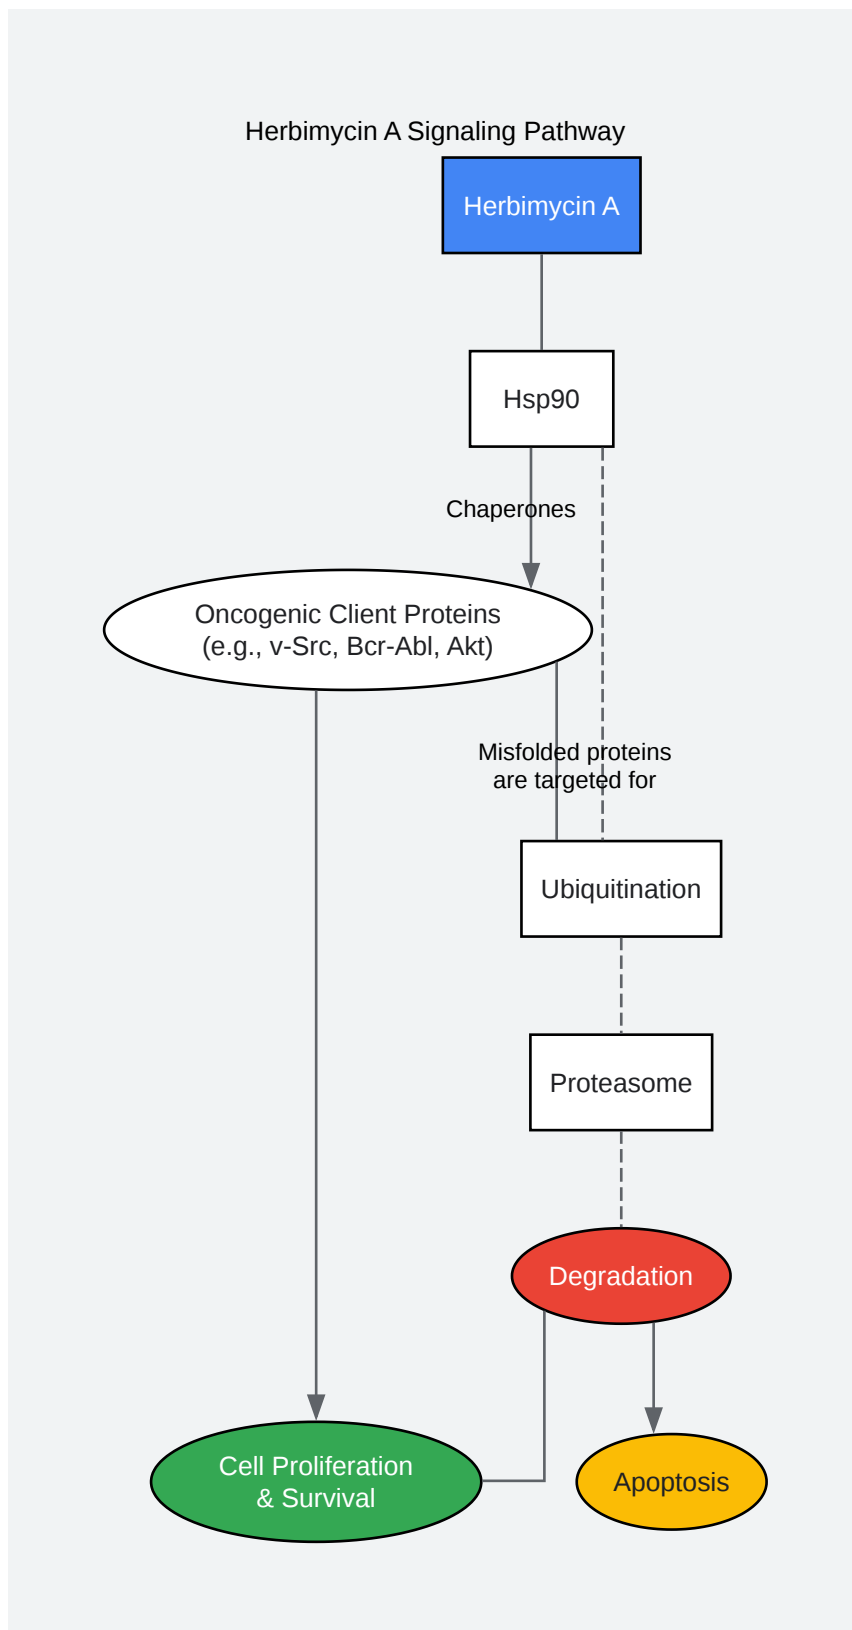 Herbimycin A Signaling Pathway
Herbimycin A
Hsp90
Chaperones
Oncogenic Client Proteins
(e.g., v-Src, Bcr-Abl, Akt)
Misfolded proteins
are targeted for
Ubiquitination
Proteasome
Degradation
Cell Proliferation
& Survival
Apoptosis